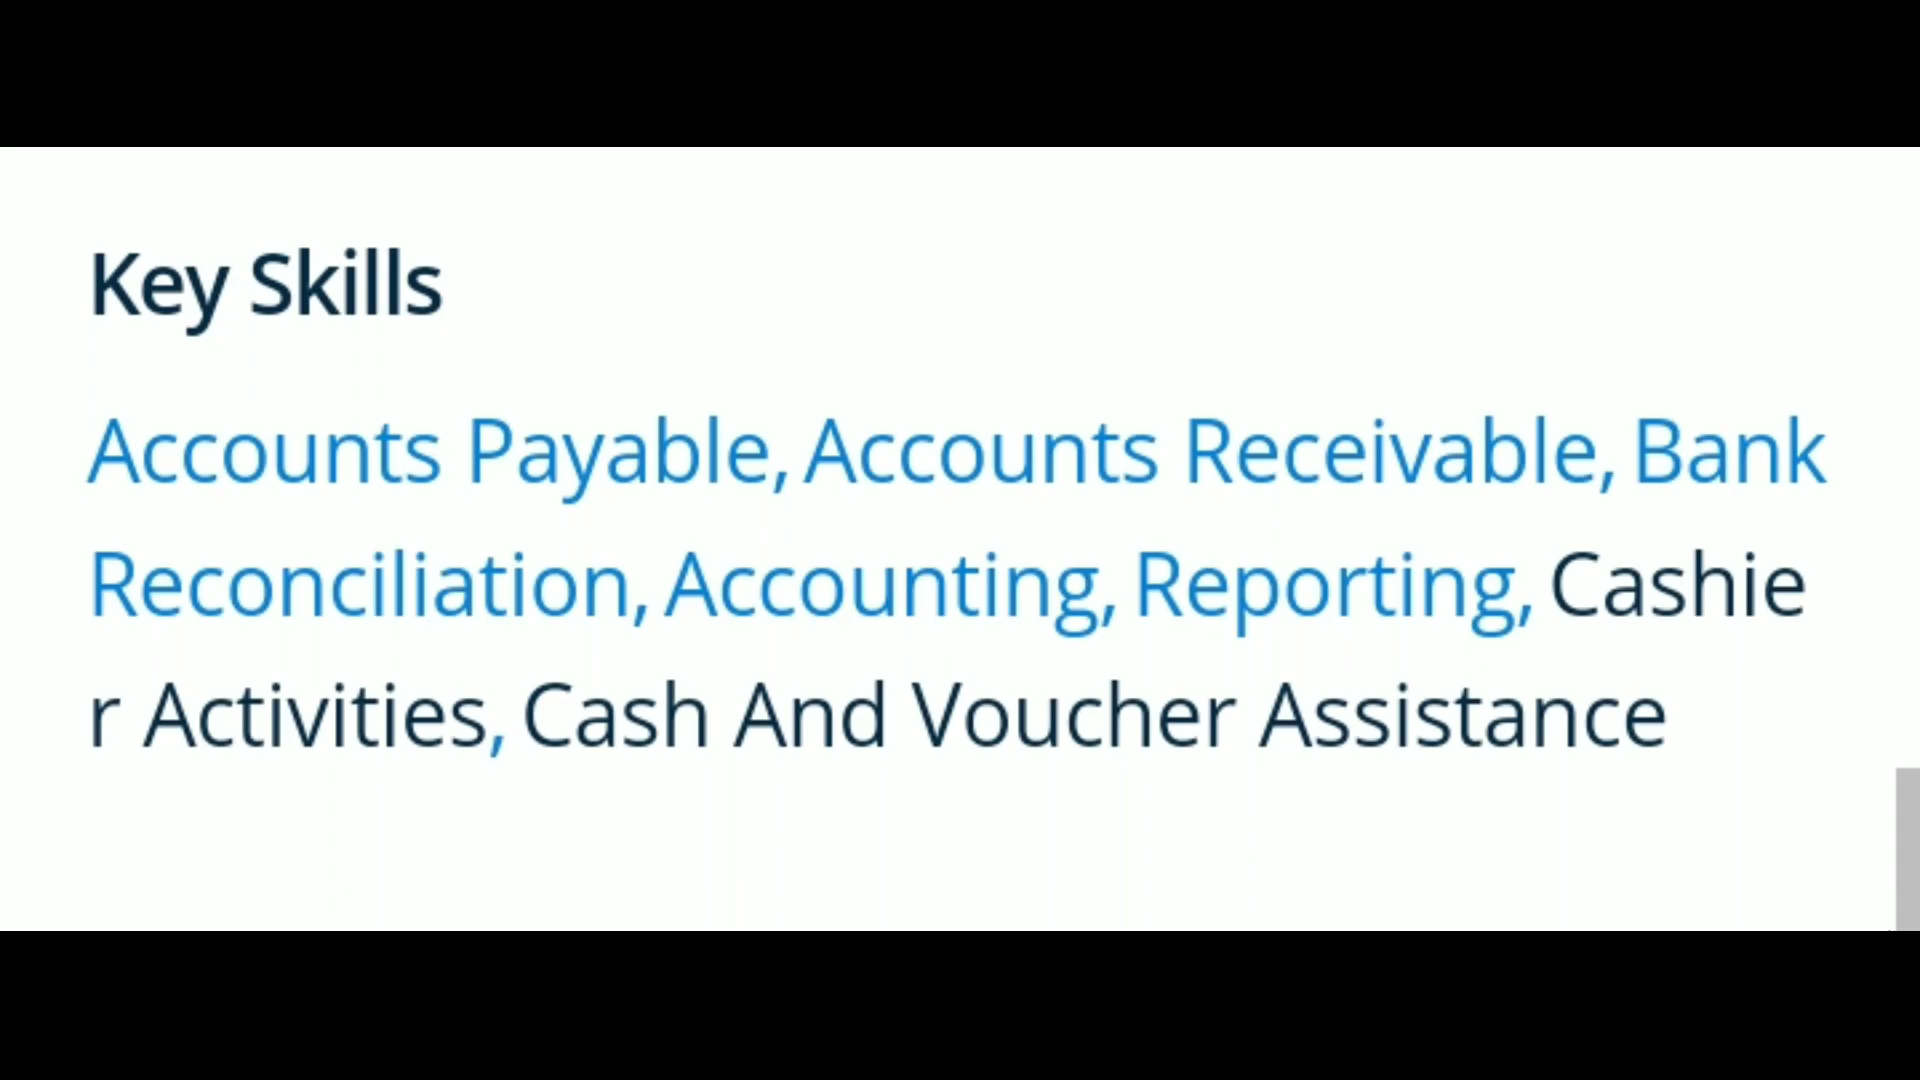 Key Skills
Accounts Payable, Accounts Receivable, Bank
Reconciliation, Accounting, Reporting, Cashie
r Activities, Cash And Voucher Assistance